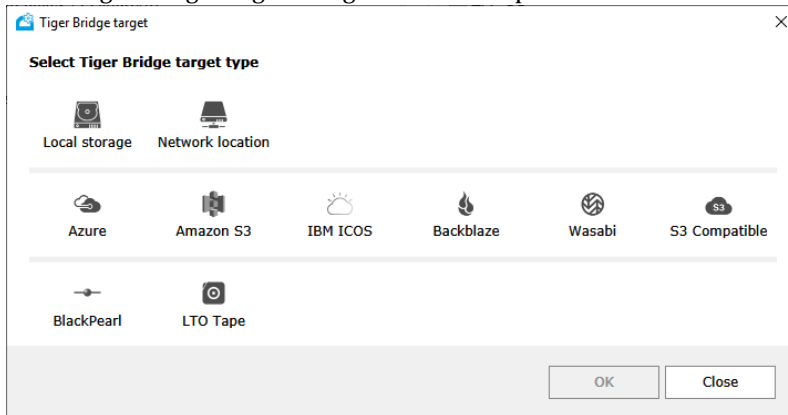 Tiger Bridge target
Select Tiger Bridge target type
Local storage Network location
Azure Amazon S3 IBM ICOS Backblaze Wasabi S3 S3 Compatible
BlackPearl LTO Tape
OK Close